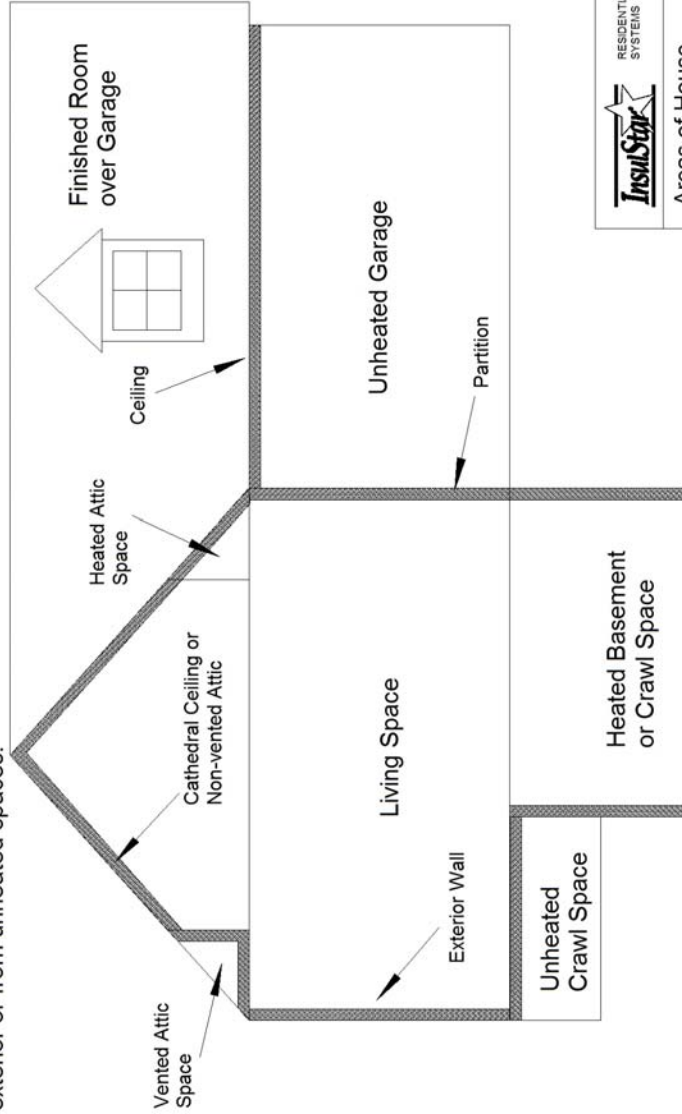 exterior or from unheated spaces.
Finished Room
over Garage
Ceiling
Heated Attic
Space
Cathedral Ceiling or
Non-vented Attic
Vented Attic
Space
Unheated Garage
Partition
Living Space
Exterior Wall
Heated Basement
or Crawl Space
Unheated
Crawl Space
InsulStar
SYSTEMS
Areas of House